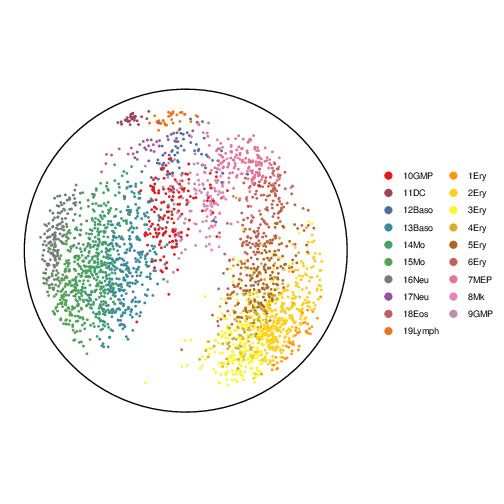 10GMP 1Ery
11DC 2Ery
12Baso 3Ery
13Baso 4Ery
14Mo 5Ery
15Mo 6Ery
16Neu 7MEP
17Neu 8Mk
18Eos 9GMP
19Lymph